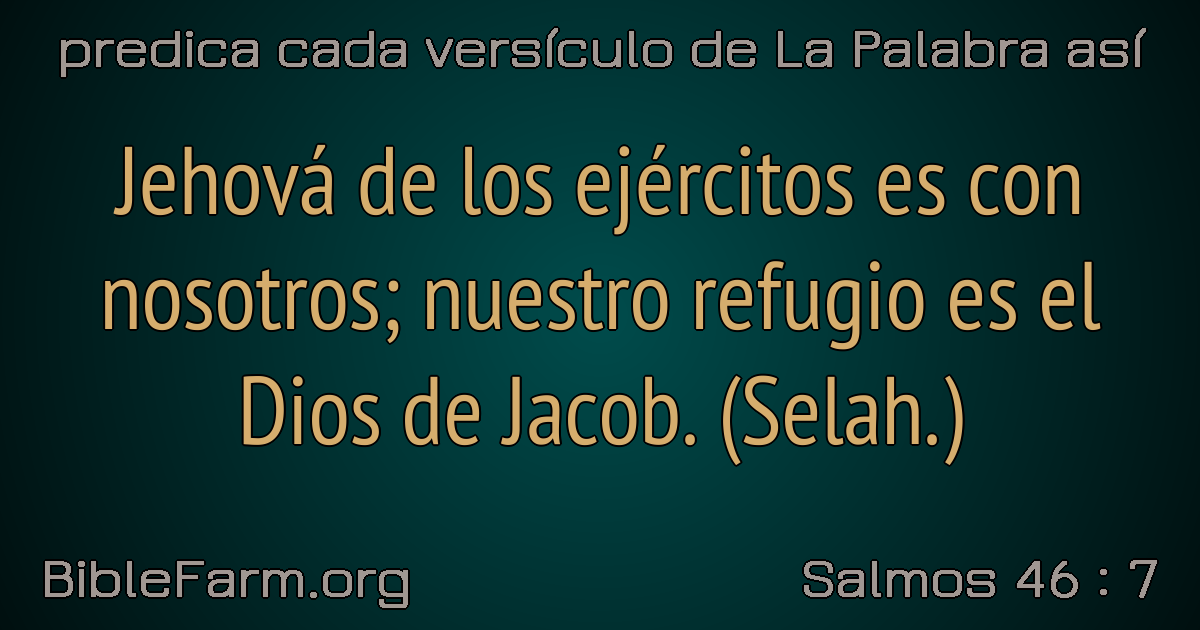 predica cada versículo de La Palabra así
Jehová de los ejércitos es con
nosotros; nuestro refugio es el
Dios de Jacob. (Selah.)
BibleFarm.org
Salmos 46 : 7